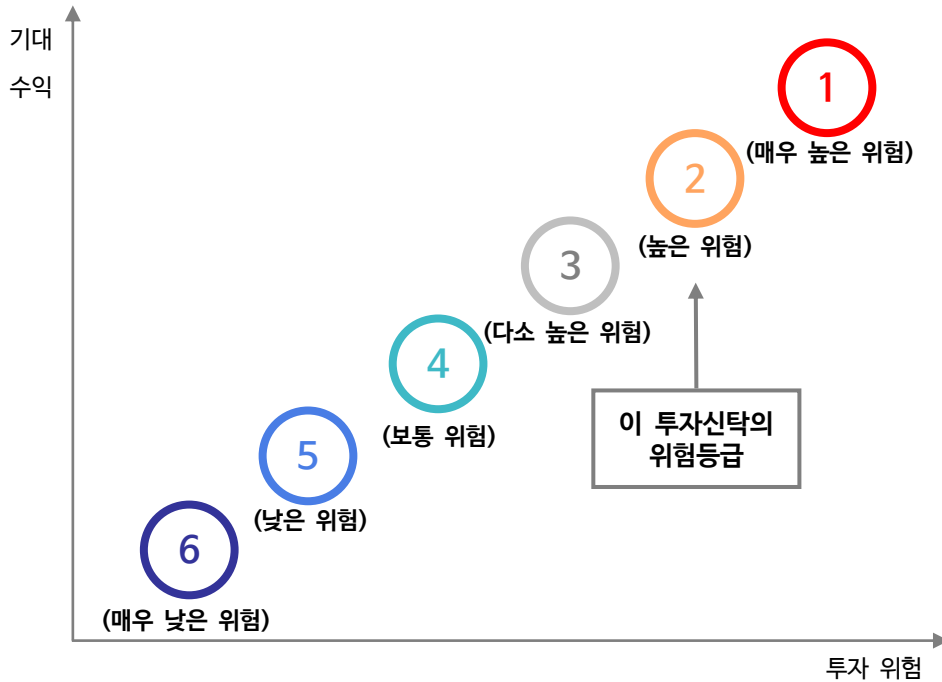 기대
수익
1
(매우 높은 위험)
2
(높은 위험)
3
(다소 높은 위험)
4
(보통 위험)
이 투자신탁의
위험등급
5
(낮은 위험)
6
(매우 낮은 위험)
투자 위험